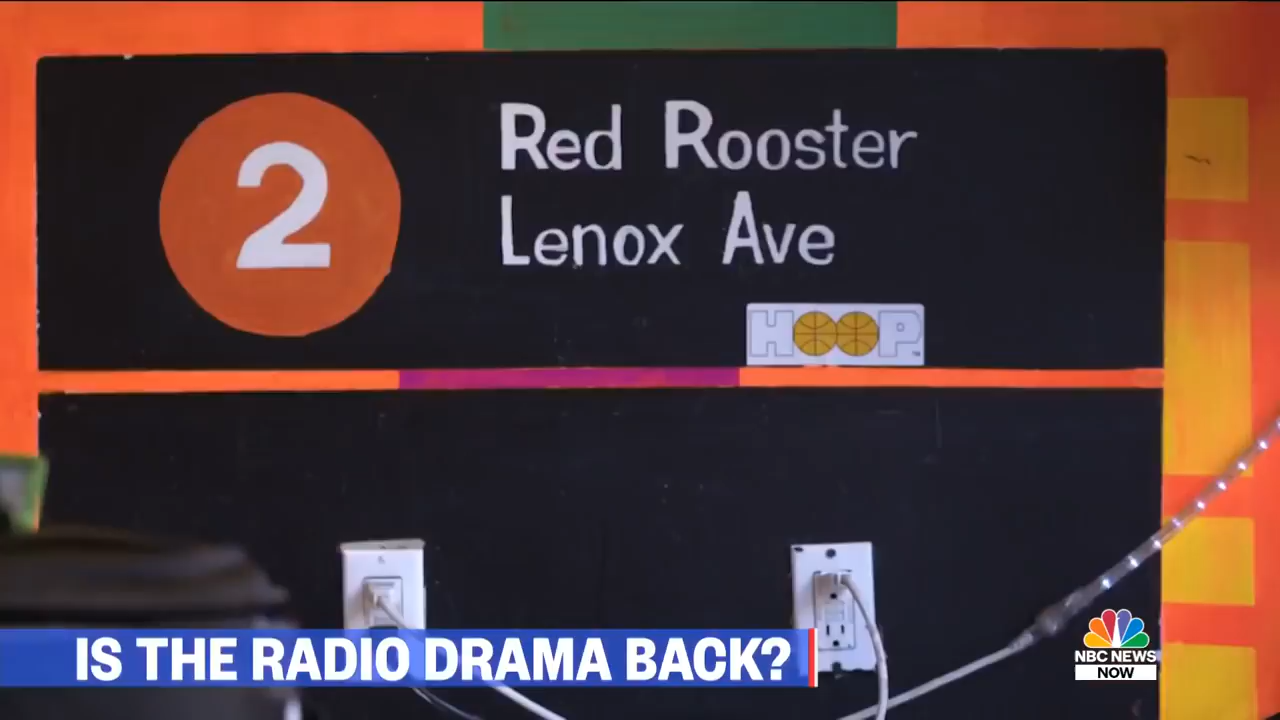 2
Red Rooster
Lenox Ave
HOOP
IS THE RADIO DRAMA BACK?
NBC NEWS
NOW